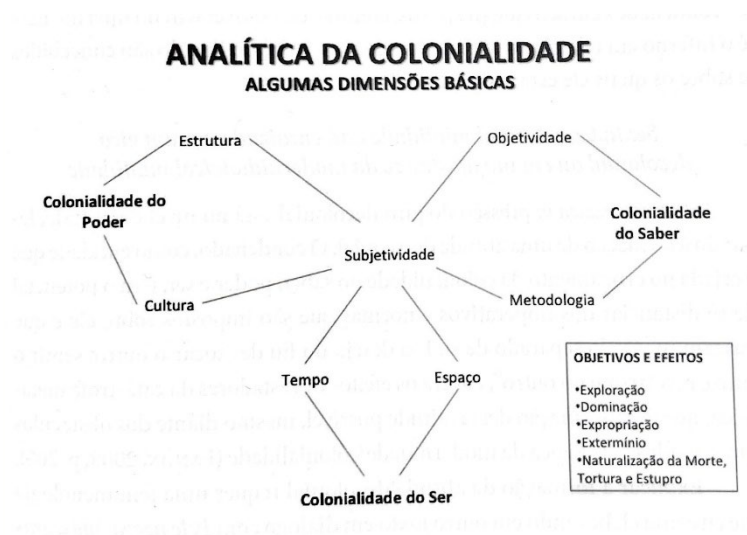 ANALÍTICA DA COLONIALIDADE
ALGUMAS DIMENSÕES BÁSICAS
Estrutura
Objetividade
Colonialidade do
Poder
Colonialidade
do Saber
Subjetividade
Cultura
Metodologia
Tempo
Espaço
Colonialidade do Ser
OBJETIVOS E EFEITOS
•Exploração
•Dominação
•Expropriação
•Extermínio
•Naturalização da Morte,
Tortura e Estupro